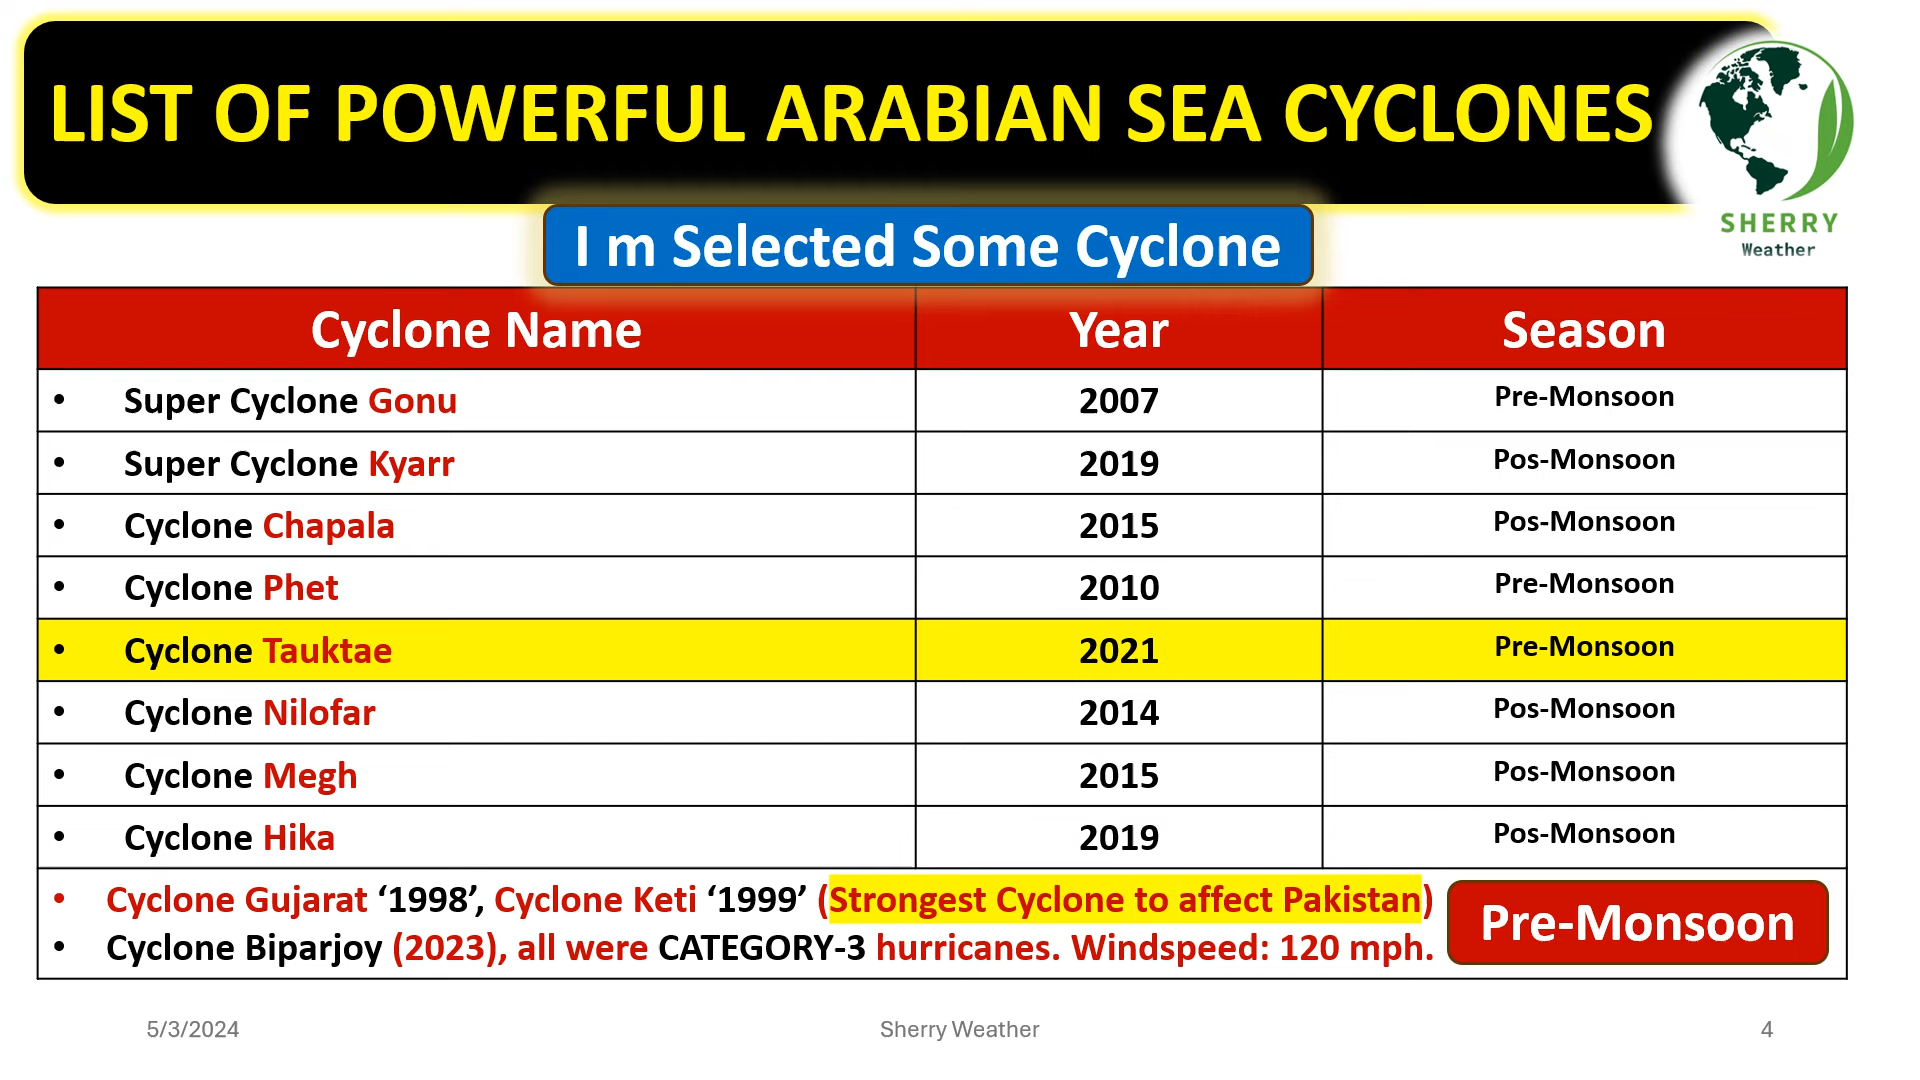 LIST OF POWERFUL ARABIAN SEA CYCLONES
SHERRY
Weather
I m Selected Some Cyclone
Cyclone Name Year Season
• Super Cyclone Gonu 2007 Pre-Monsoon
• Super Cyclone Kyarr 2019 Pos-Monsoon
• Cyclone Chapala 2015 Pos-Monsoon
• Cyclone Phet 2010 Pre-Monsoon
• Cyclone Tauktae 2021 Pre-Monsoon
• Cyclone Nilofar 2014 Pos-Monsoon
• Cyclone Megh 2015 Pos-Monsoon
• Cyclone Hika 2019 Pos-Monsoon
• Cyclone Gujarat ‘1998’, Cyclone Keti ‘1999’ (Strongest Cyclone to affect Pakistan)
• Cyclone Biparjoy (2023), all were CATEGORY-3 hurricanes. Windspeed: 120 mph.
Pre-Monsoon
5/3/2024 Sherry Weather 4